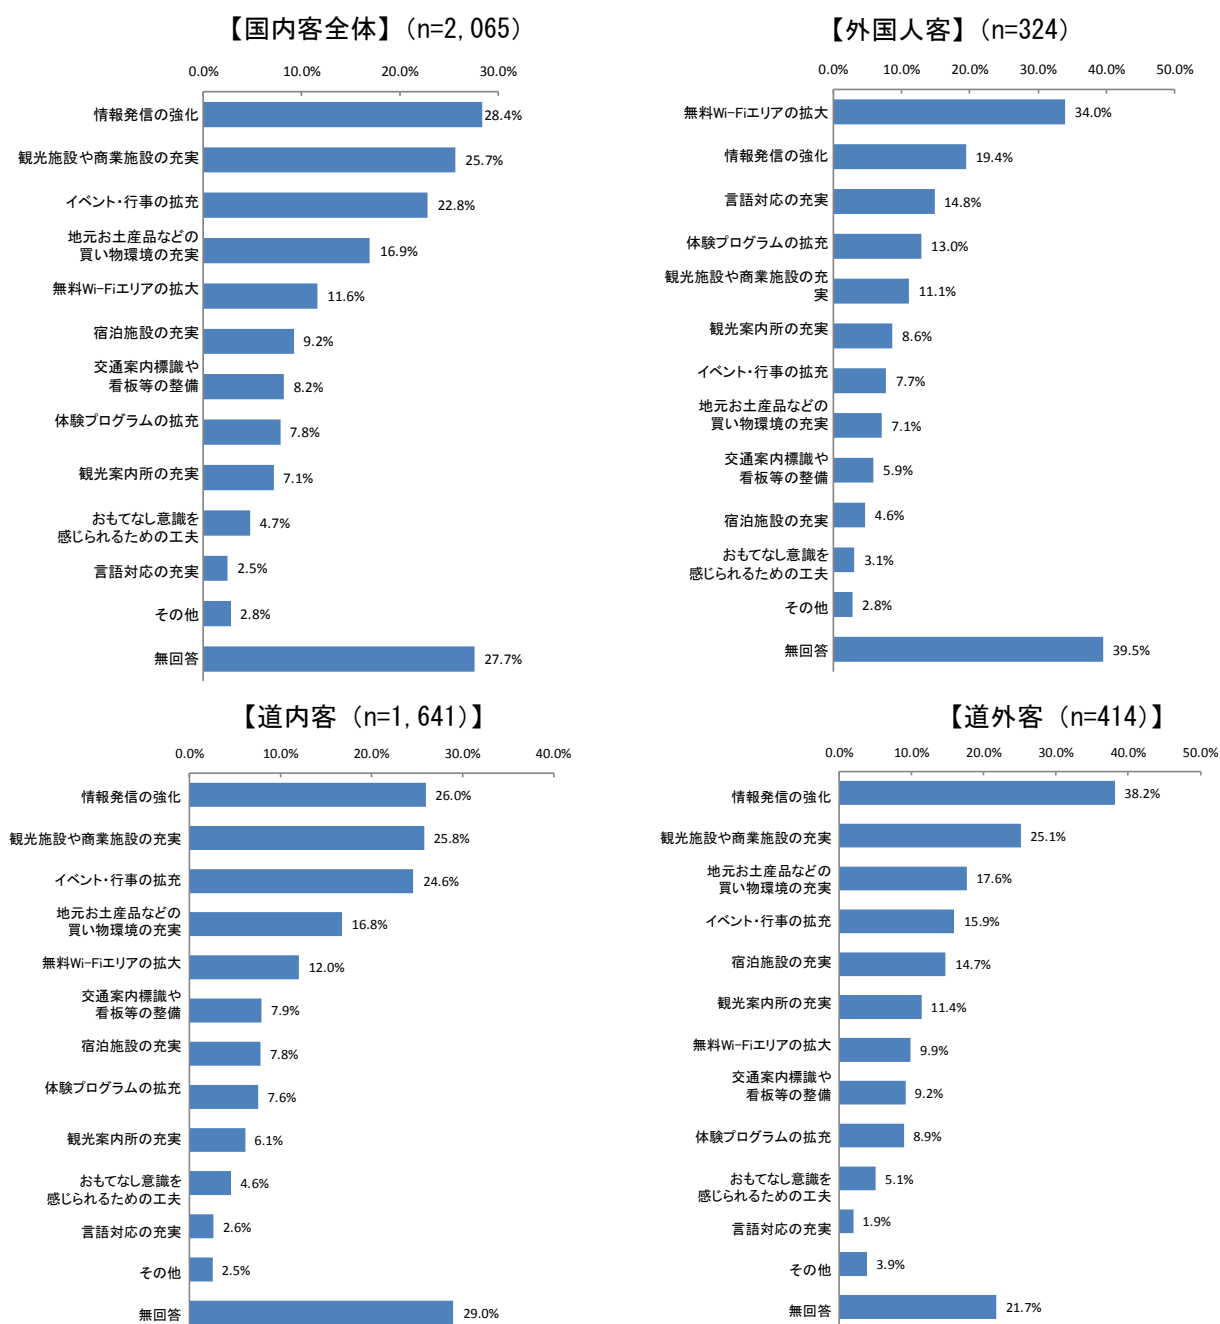 【国内客全体】(n=2,065)
0.0% 10.0% 20.0% 30.0%
情報発信の強化 28.4%
観光施設や商業施設の充実 25.7%
イベント・行事の拡充 22.8%
地元お土産品などの
買い物環境の充実 16.9%
無料Wi-Fiエリアの拡大 11.6%
宿泊施設の充実 9.2%
交通案内標識や
看板等の整備 8.2%
体験プログラムの拡充 7.8%
観光案内所の充実 7.1%
おもてなし意識を
感じられるための工夫 4.7%
言語対応の充実 2.5%
その他 2.8%
無回答 27.7%
【外国人客】(n=324)
0.0% 10.0% 20.0% 30.0% 40.0% 50.0%
無料Wi-Fiエリアの拡大 34.0%
情報発信の強化 19.4%
言語対応の充実 14.8%
体験プログラムの拡充 13.0%
観光施設や商業施設の充
実 11.1%
観光案内所の充実 8.6%
イベント・行事の拡充 7.7%
地元お土産品などの
買い物環境の充実 7.1%
交通案内標識や
看板等の整備 5.9%
宿泊施設の充実 4.6%
おもてなし意識を
感じられるための工夫 3.1%
その他 2.8%
無回答 39.5%
【道内客(n=1,641)】
0.0% 10.0% 20.0% 30.0% 40.0%
情報発信の強化 26.0%
観光施設や商業施設の充実 25.8%
イベント・行事の拡充 24.6%
地元お土産品などの
買い物環境の充実 16.8%
無料Wi-Fiエリアの拡大 12.0%
交通案内標識や
看板等の整備 7.9%
宿泊施設の充実 7.8%
体験プログラムの拡充 7.6%
観光案内所の充実 6.1%
おもてなし意識を
感じられるための工夫 4.6%
言語対応の充実 2.6%
その他 2.5%
無回答 29.0%
【道外客(n=414)】
0.0% 10.0% 20.0% 30.0% 40.0% 50.0%
情報発信の強化 38.2%
観光施設や商業施設の充実 25.1%
地元お土産品などの
買い物環境の充実 17.6%
イベント・行事の拡充 15.9%
宿泊施設の充実 14.7%
観光案内所の充実 11.4%
無料Wi-Fiエリアの拡大 9.9%
交通案内標識や
看板等の整備 9.2%
体験プログラムの拡充 8.9%
おもてなし意識を
感じられるための工夫 5.1%
言語対応の充実 1.9%
その他 3.9%
無回答 21.7%